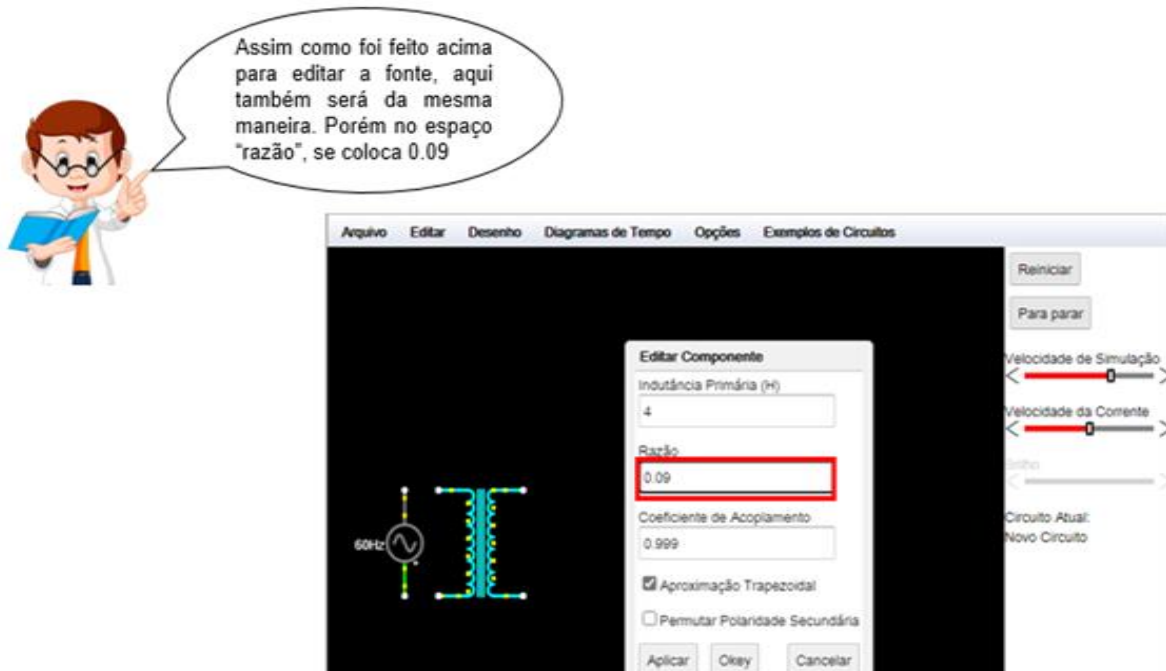 Assim como foi feito acima
para editar a fonte, aqui
também será da mesma
maneira. Porém no espaço
“razão”, se coloca 0.09
Arquivo Editar Desenho Diagramas de Tempo Opções Exemplos de Circuitos
Reiniciar
Para parar
Velocidade de Simulação
Velocidade da Corrente
Brilho
Circuito Atual:
Novo Circuito
Editar Componente
Indutância Primária (H)
4
Razão
0.09
Coeficiente de Acoplamento
0.999
Aproximação Trapezoidal
Permutar Polaridade Secundária
Aplicar Okey Cancelar
60Hz